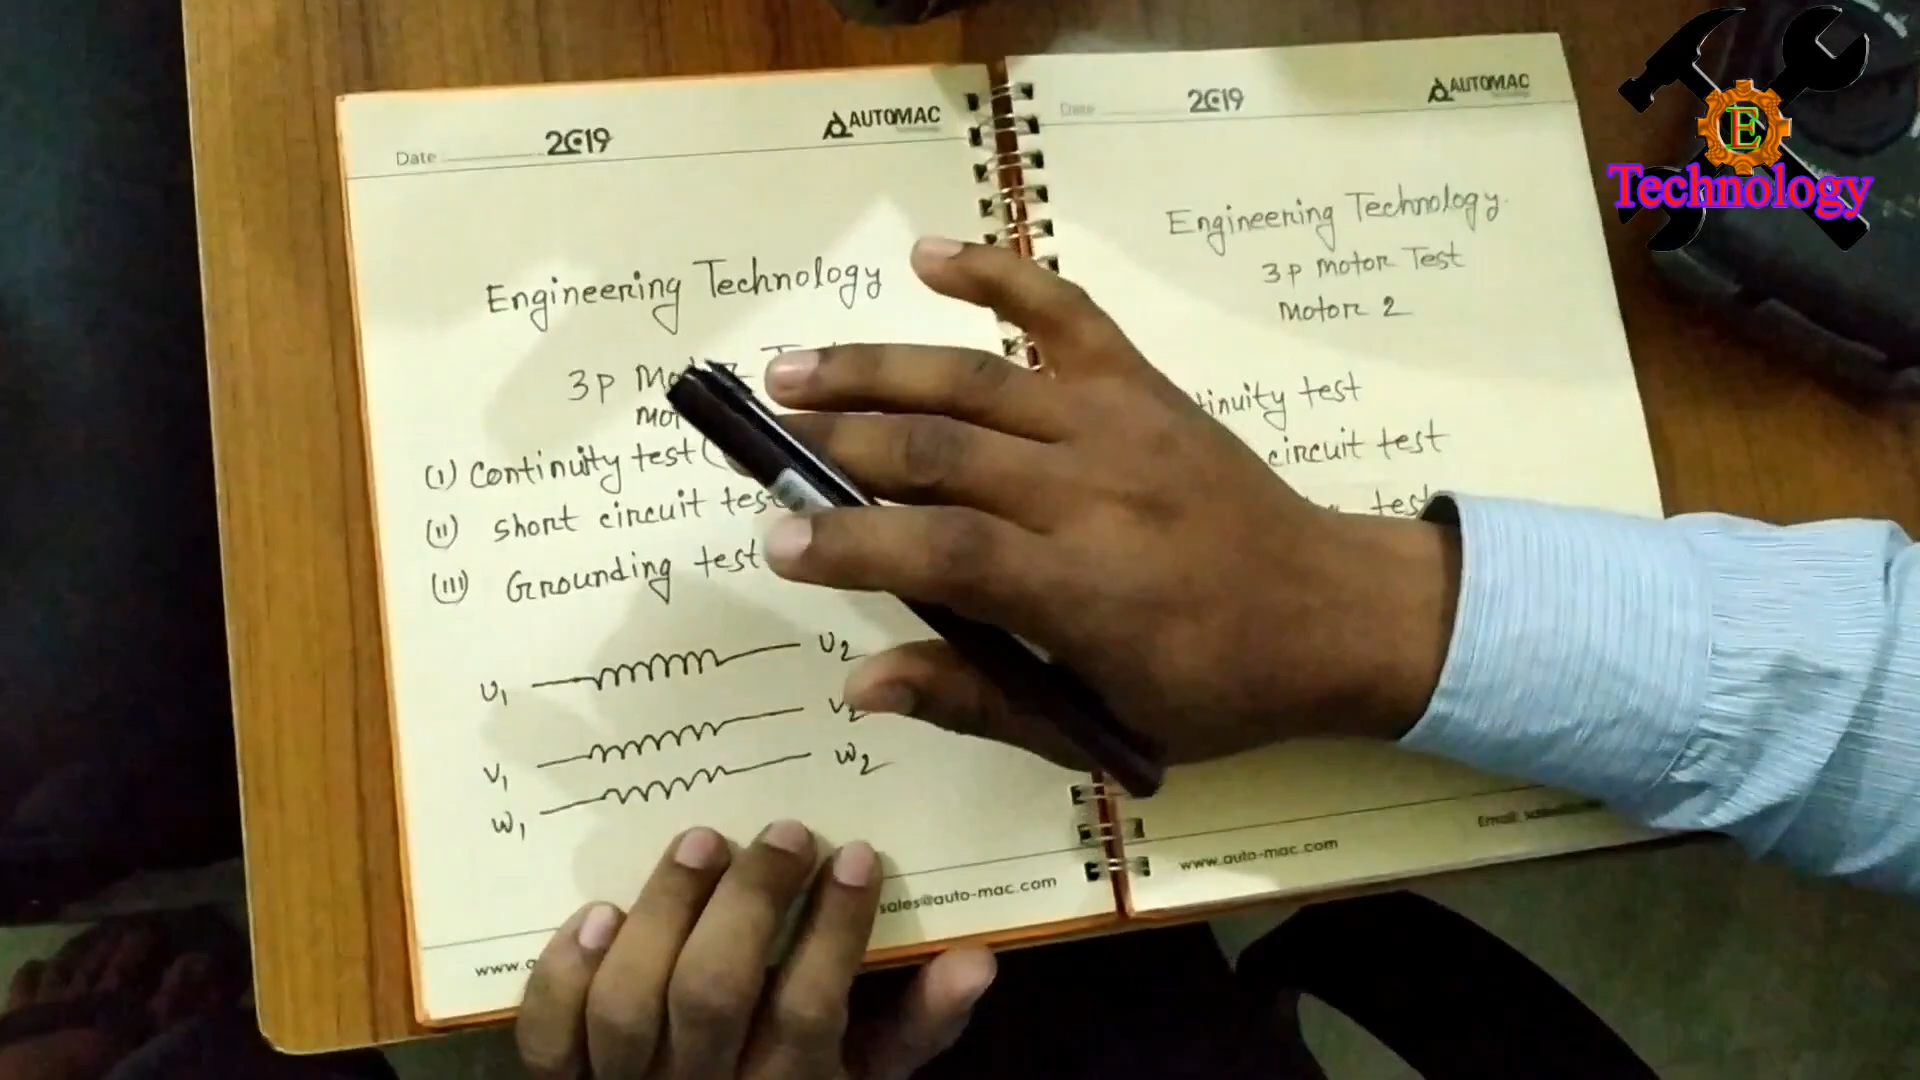 Date 2019 AUTOMAC
Engineering Technology
3P
(I) Continuity test (
(II) Short circuit test
(III) Grounding test
U1 U2
V1 V2
W1 W2
sales@auto-mac.com
Date 2019 AUTOMAC
Engineering Technology
3P Motor Test
Motor 2
test
circuit test
test
www.auto-mac.com
Email:
E
Technology